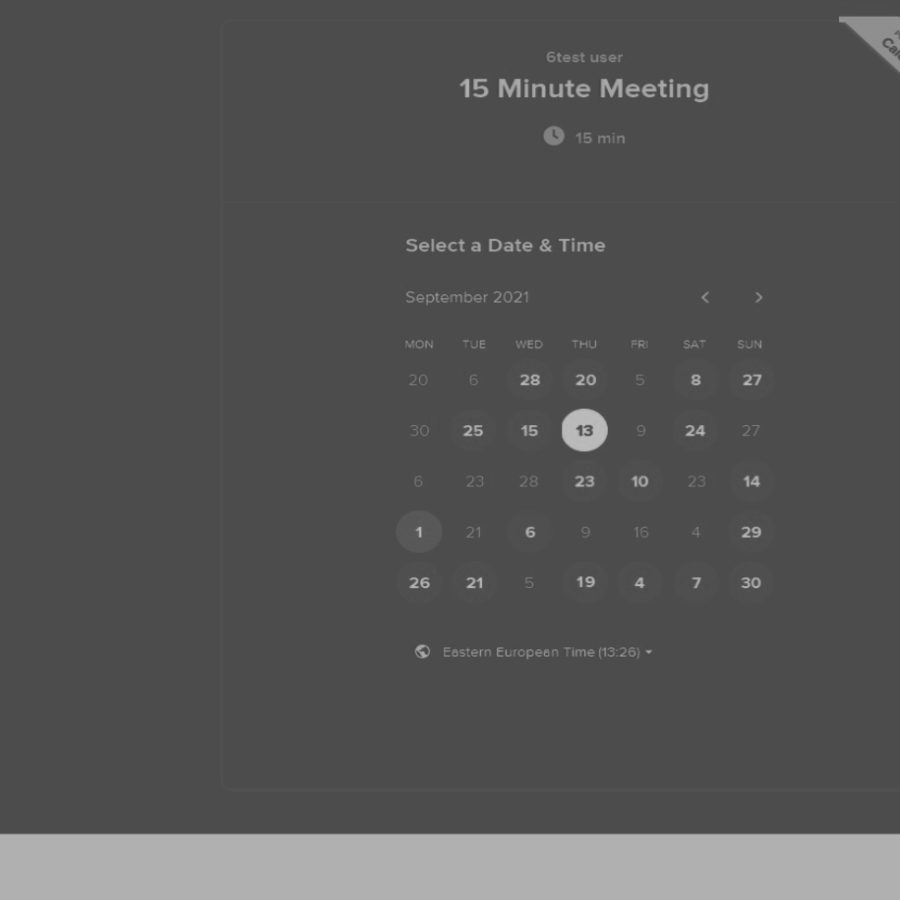 6test user
15 Minute Meeting
15 min
Select a Date & Time
September 2021
MON TUE WED THU FRI SAT SUN
20 6 28 20 5 8 27
30 25 15 13 9 24 27
6 23 28 23 10 23 14
1 21 6 9 16 4 29
26 21 5 19 4 7 30
Eastern European Time (13:26)